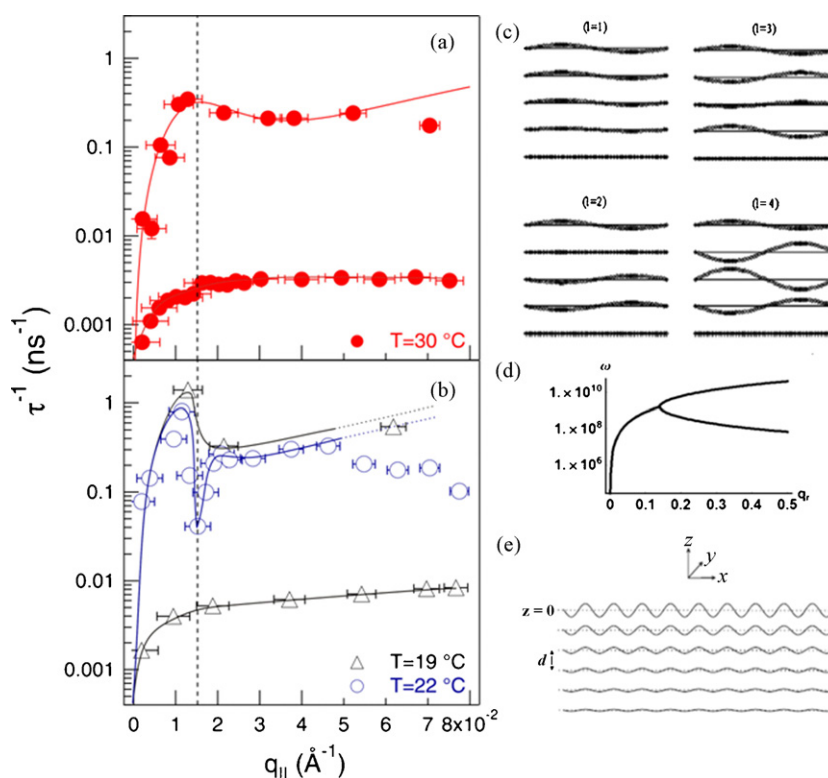 (a)
1
0.1
0.01
0.001
T=30 °C
τ⁻¹ (ns⁻¹)
(b)
1
0.1
0.01
0.001
T=19 °C
T=22 °C
0 1 2 3 4 5 6 7 8x10⁻²
q|| (Å⁻¹)
(c)
(l=1)
(l=3)
(l=2)
(l=4)
(d)
ω
1. × 10¹⁰
1. × 10⁸
1. × 10⁶
0 0.1 0.2 0.3 0.4 0.5
qᵣ
(e)
z
y
x
z = 0
d